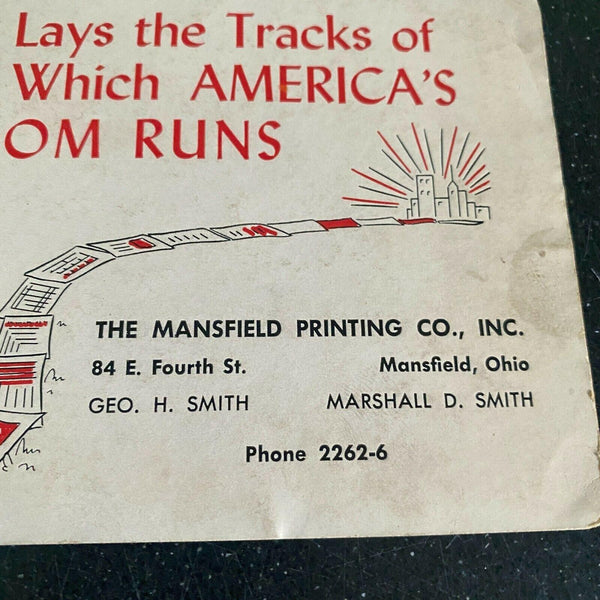 Lays the Tracks of
Which AMERICA'S
OM RUNS
THE MANSFIELD PRINTING CO., INC.
84 E. Fourth St. Mansfield, Ohio
GEO. H. SMITH MARSHALL D. SMITH
Phone 2262-6